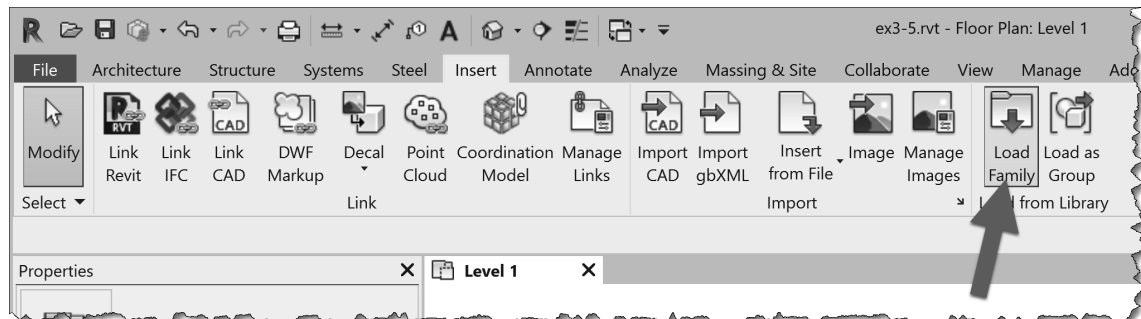 ex3-5.rvt - Floor Plan: Level 1
File Architecture Structure Systems Steel Insert Annotate Analyze Massing & Site Collaborate View Manage
RVT CAD CAD
Modify Link Link Link DWF Decal Point Coordination Manage Import Import Insert Image Manage Load Load as
Revit IFC CAD Markup Cloud Model Links CAD gbXML from File Images Family Group
Select Link Import from Library
Properties Level 1